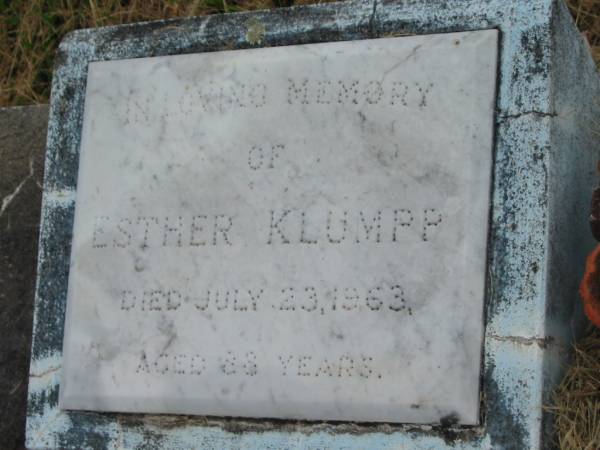 IN LOVING MEMORY
OF
ESTHER KLUMPP
DIED JULY 23, 1963,
AGED 88 YEARS.